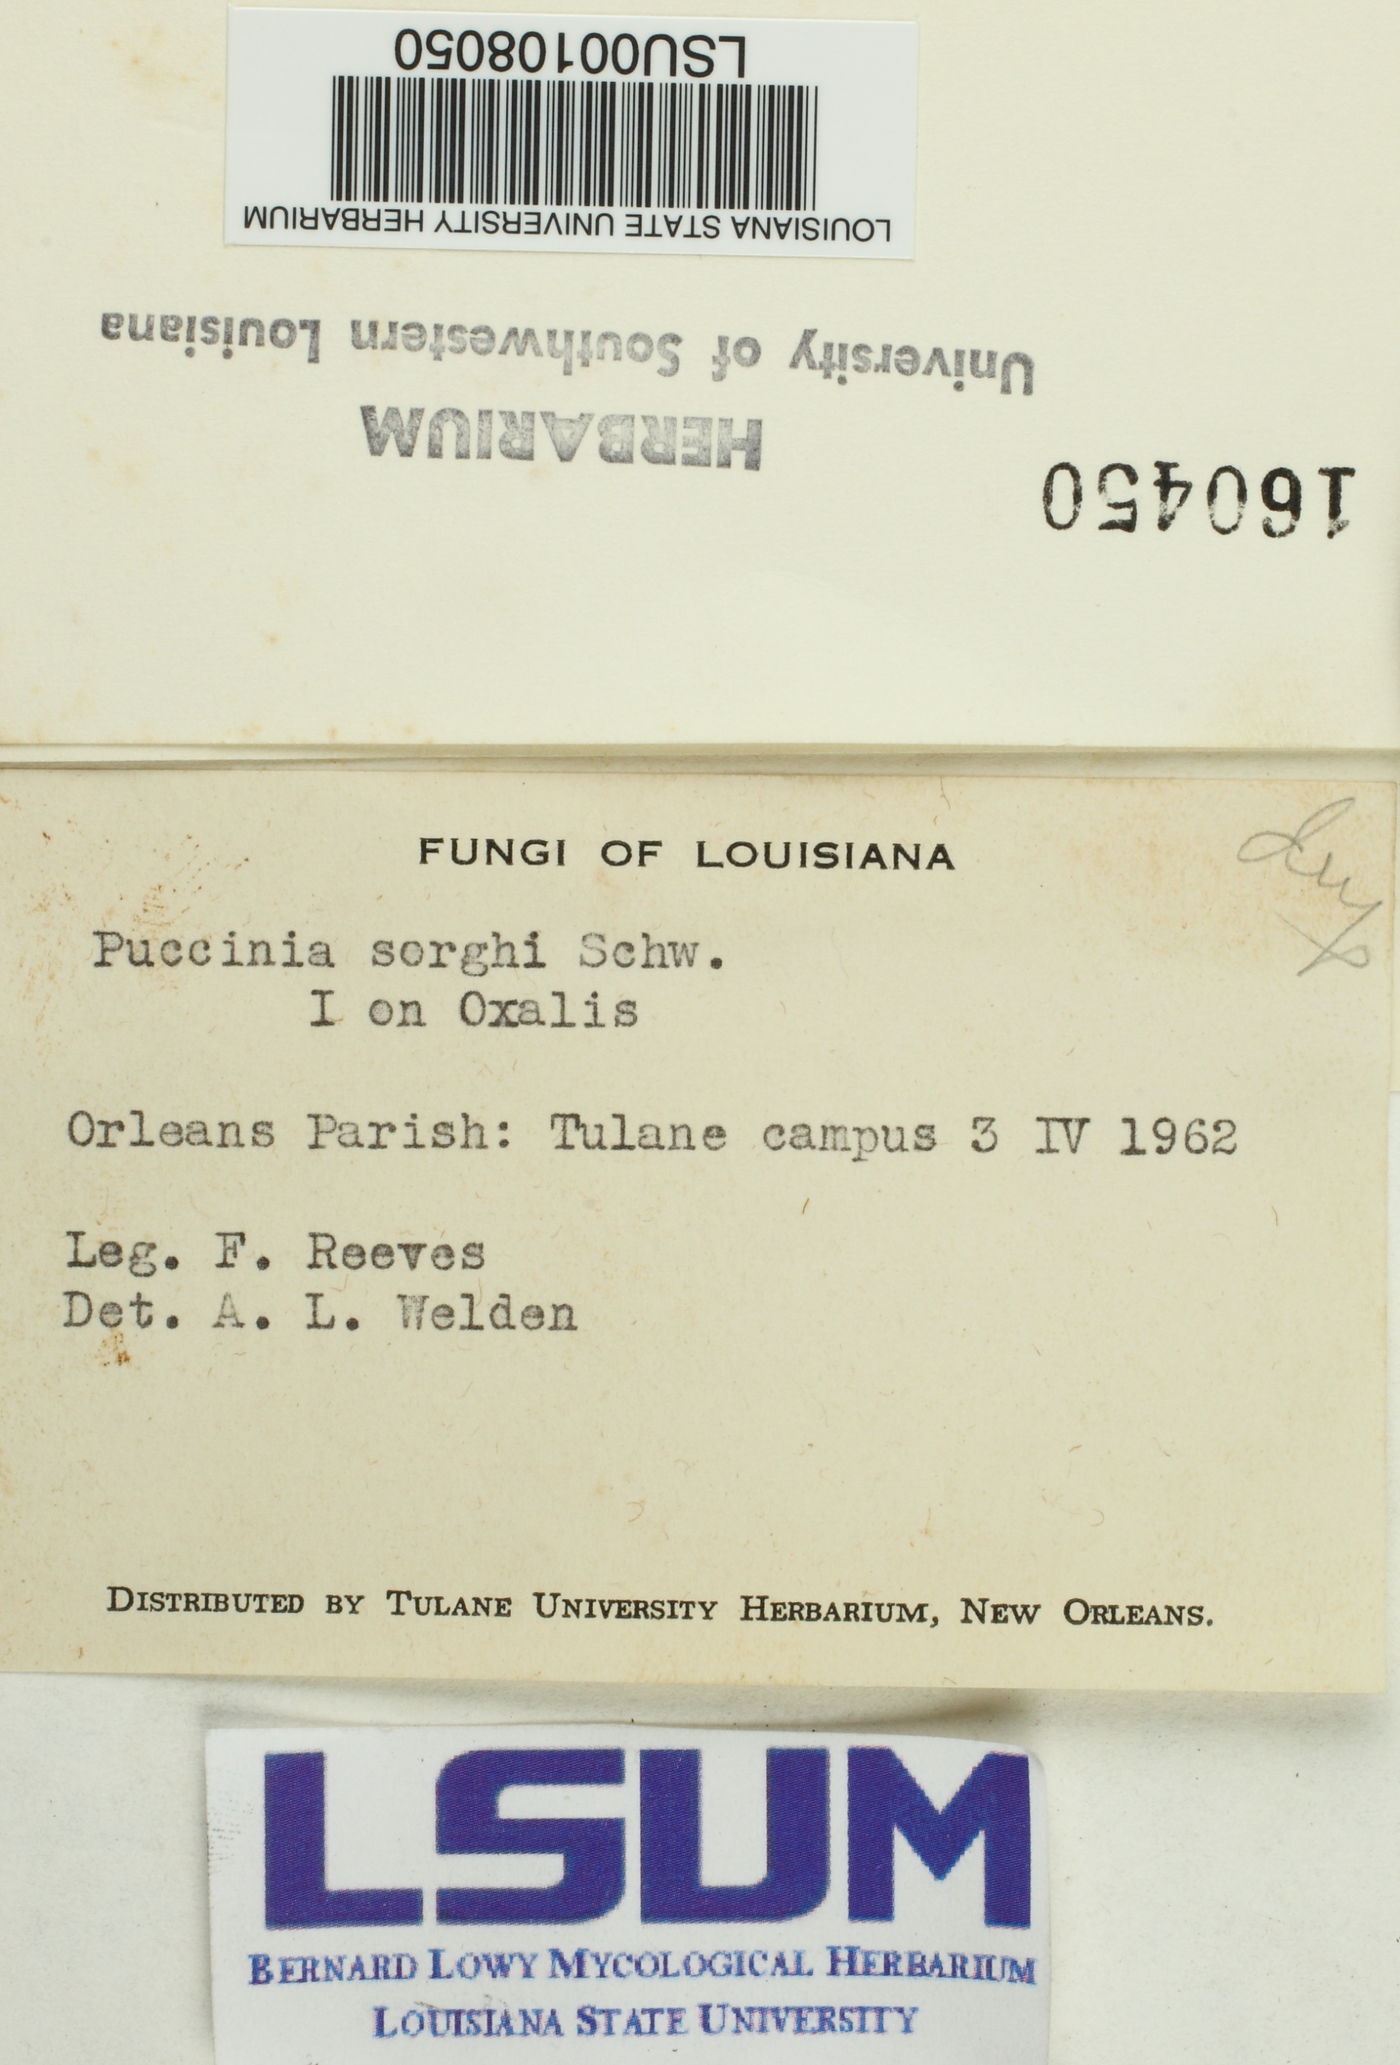 LSU00108050
LOUISIANA STATE UNIVERSITY HERBARIUM
University of Southwestern Louisiana
HERBARIUM
160450
FUNGI OF LOUISIANA
Dup
Puccinia sorghi Schw.
I on Oxalis
Orleans Parish: Tulane campus 3 IV 1962
Leg. F. Reeves
Det. A. L. Welden
DISTRIBUTED BY TULANE UNIVERSITY HERBARIUM, NEW ORLEANS.
LSUM
BERNARD LOWY MYCOLOGICAL HERBARIUM
LOUISIANA STATE UNIVERSITY